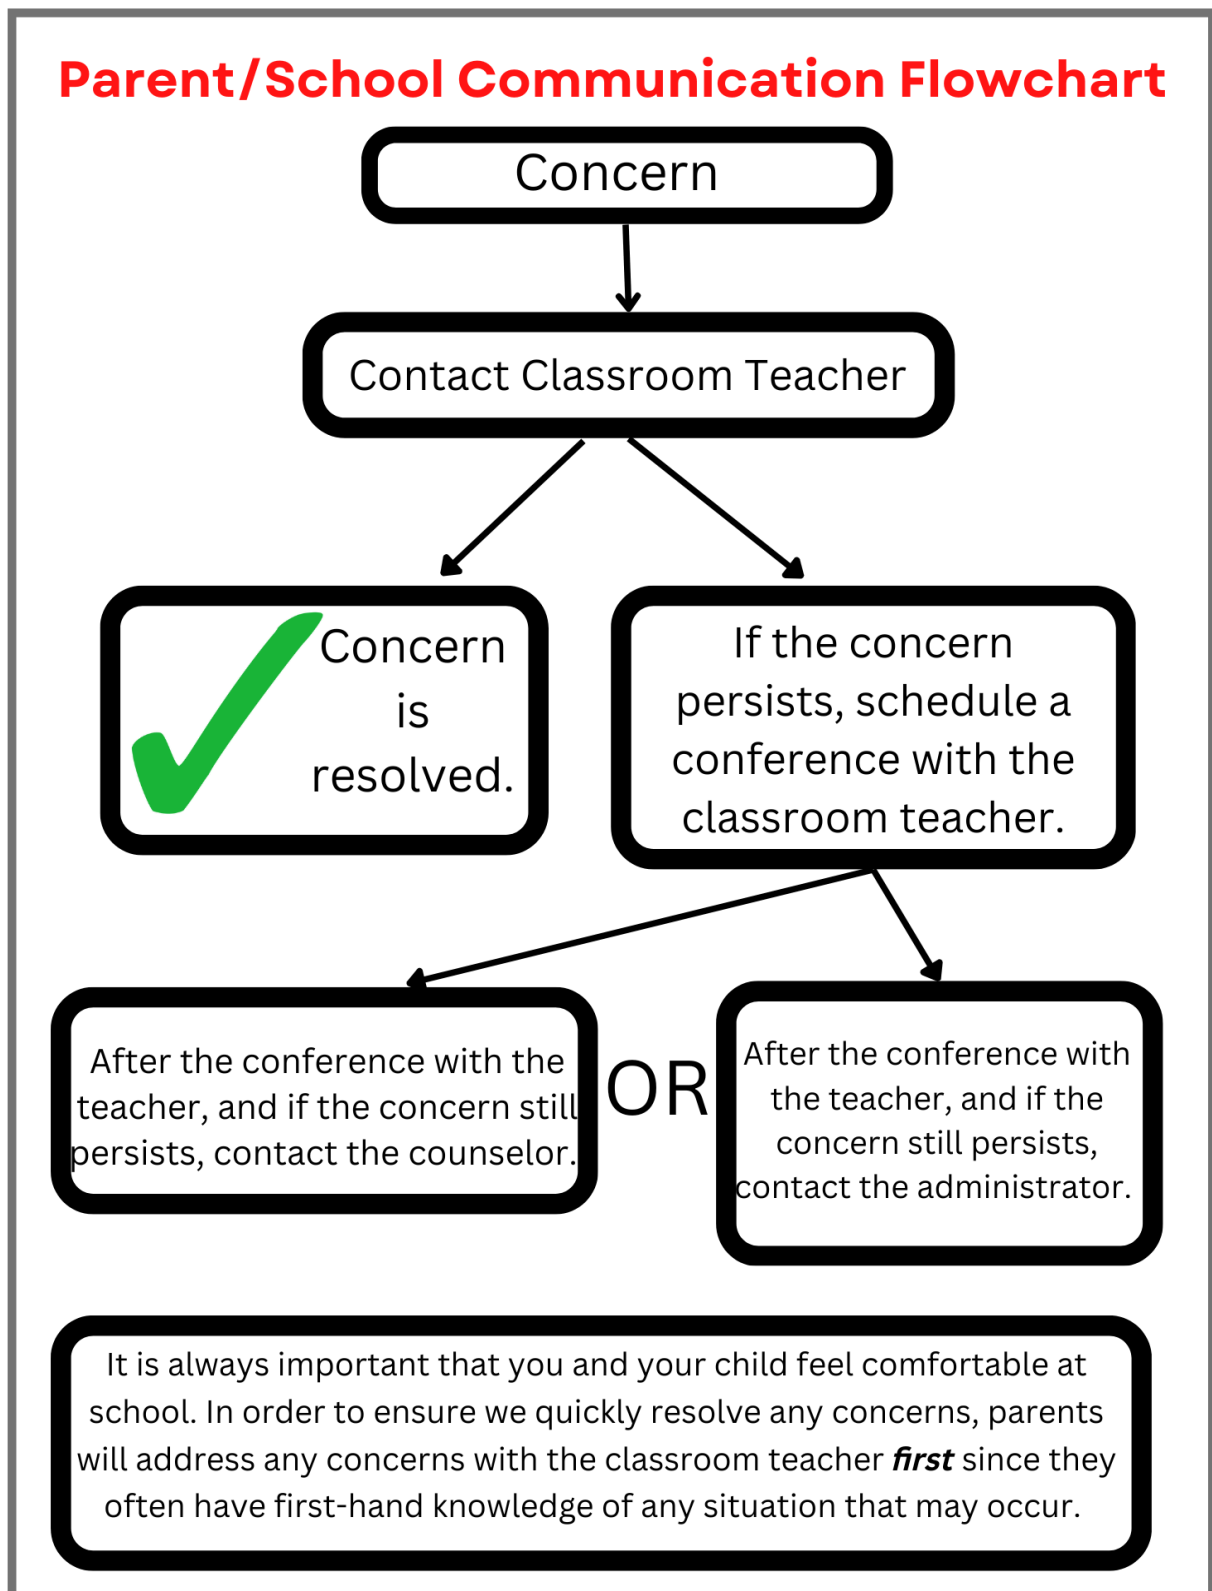 Parent/School Communication Flowchart
Concern
Contact Classroom Teacher
Concern
is
resolved.
If the concern
persists, schedule a
conference with the
classroom teacher.
After the conference with the
teacher, and if the concern still
persists, contact the counselor.
OR
After the conference with
the teacher, and if the
concern still persists,
contact the administrator.
It is always important that you and your child feel comfortable at
school. In order to ensure we quickly resolve any concerns, parents
will address any concerns with the classroom teacher first since they
often have first-hand knowledge of any situation that may occur.